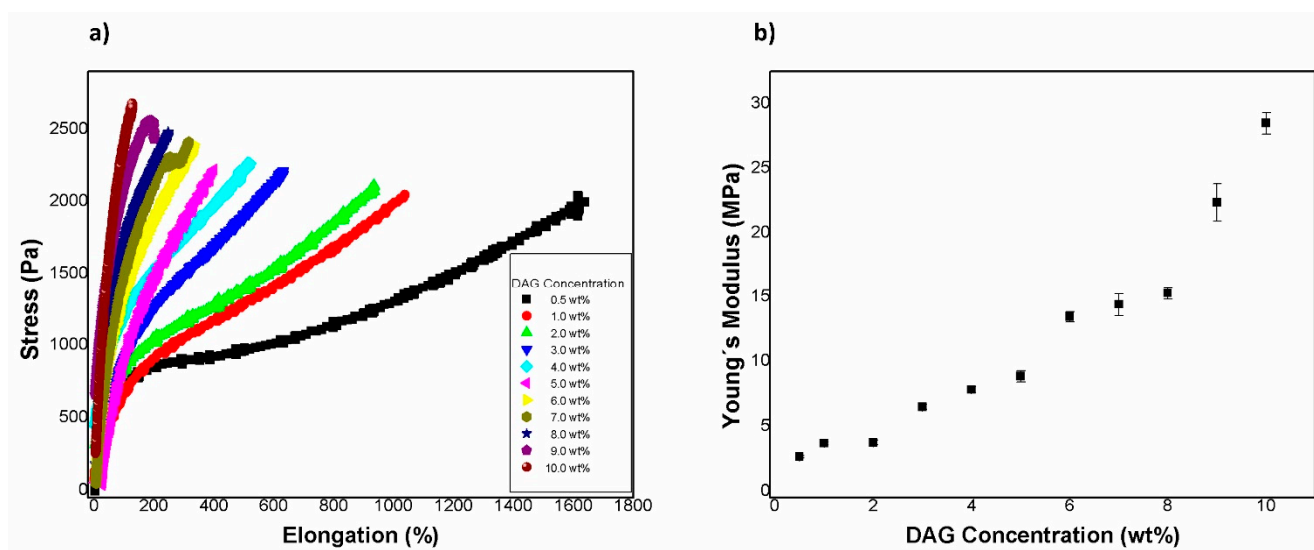 a)
2500
2000
1500
1000
500
0
Stress (Pa)
0 200 400 600 800 1000 1200 1400 1600 1800
Elongation (%)
DAG Concentration
0.5 wt%
1.0 wt%
2.0 wt%
3.0 wt%
4.0 wt%
5.0 wt%
6.0 wt%
7.0 wt%
8.0 wt%
9.0 wt%
10.0 wt%
b)
30
25
20
15
10
5
0
Young´s Modulus (MPa)
0 2 4 6 8 10
DAG Concentration (wt%)